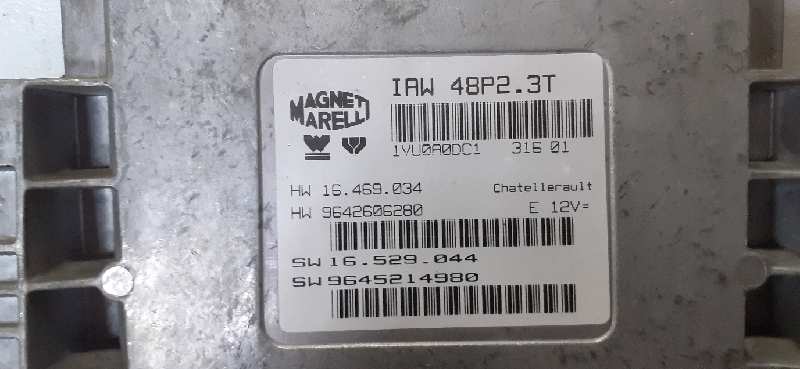 MAGNETI
MARELLI
IAW 48P2.3T
1YU0A0DC1 316 01
HW 16.469.034 Chatellerault
HW 9642606280 E 12V=
SW 16.529.044
SW 9645214980